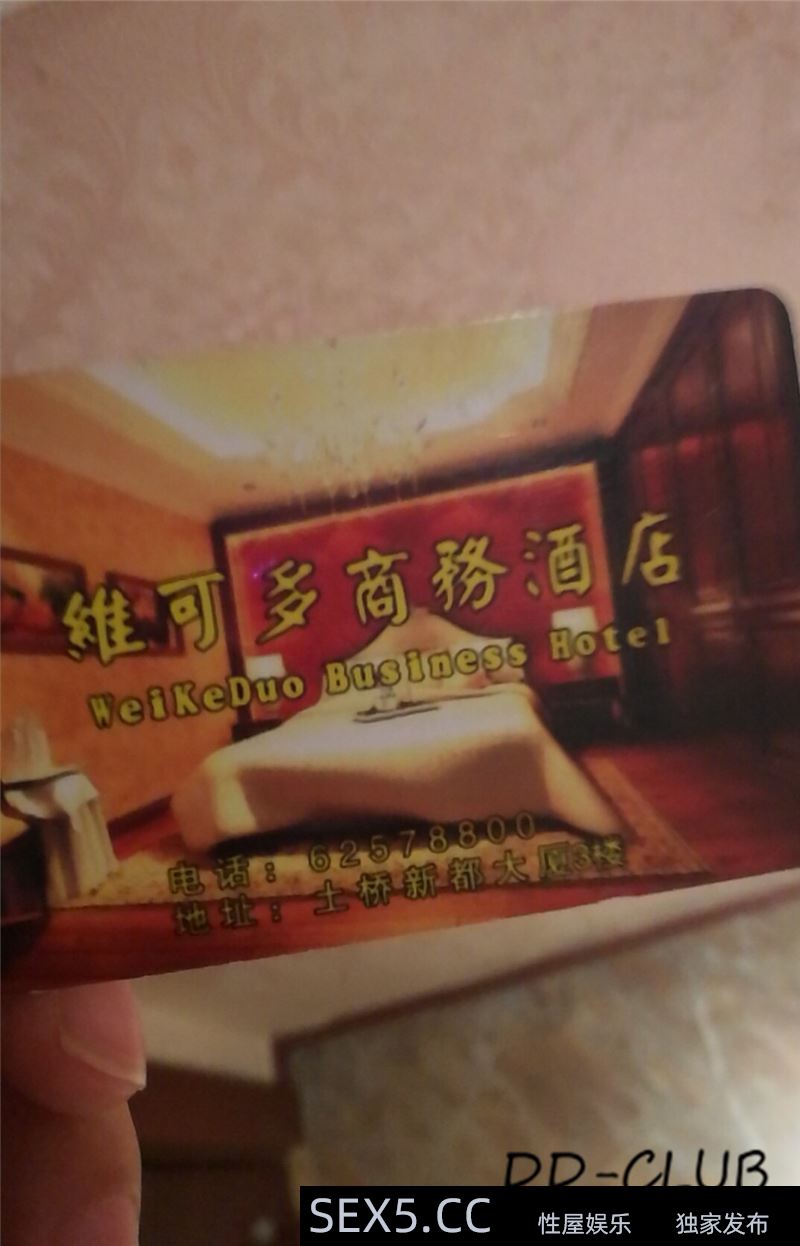 維可多商務酒店
WeiKeDuo Business Hotel
电话：62578800
地址：土桥新都大厦3楼
DD-CLUB
SEX5.CC 性屋娱乐 独家发布